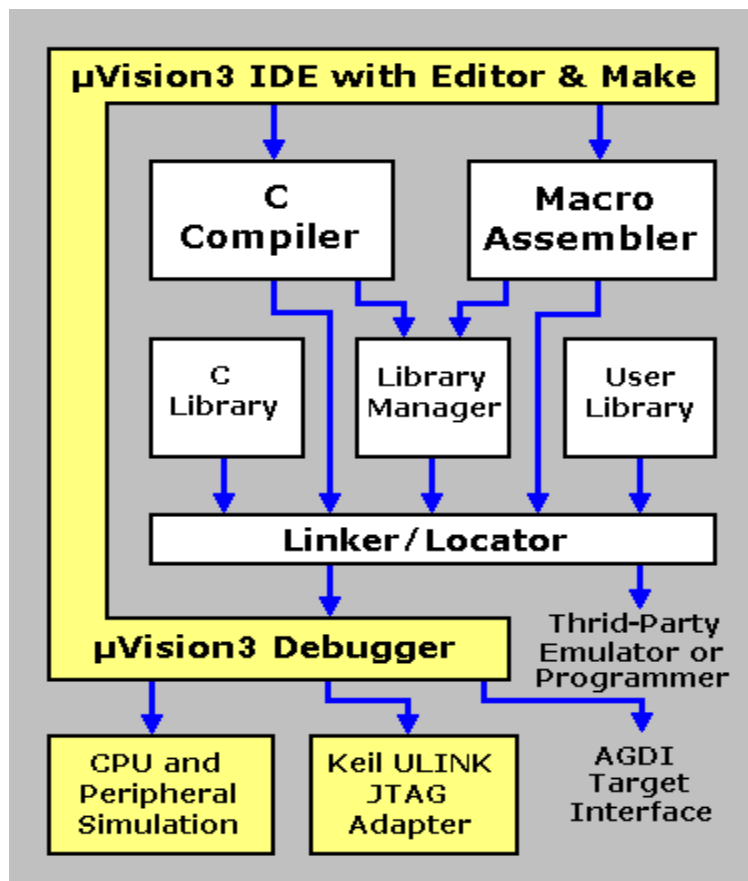 µVision3 IDE with Editor & Make
C
Compiler
Macro
Assembler
C
Library
Library
Manager
User
Library
Linker/Locator
µVision3 Debugger
Thrid-Party
Emulator or
Programmer
CPU and
Peripheral
Simulation
Keil ULINK
JTAG
Adapter
AGDI
Target
Interface